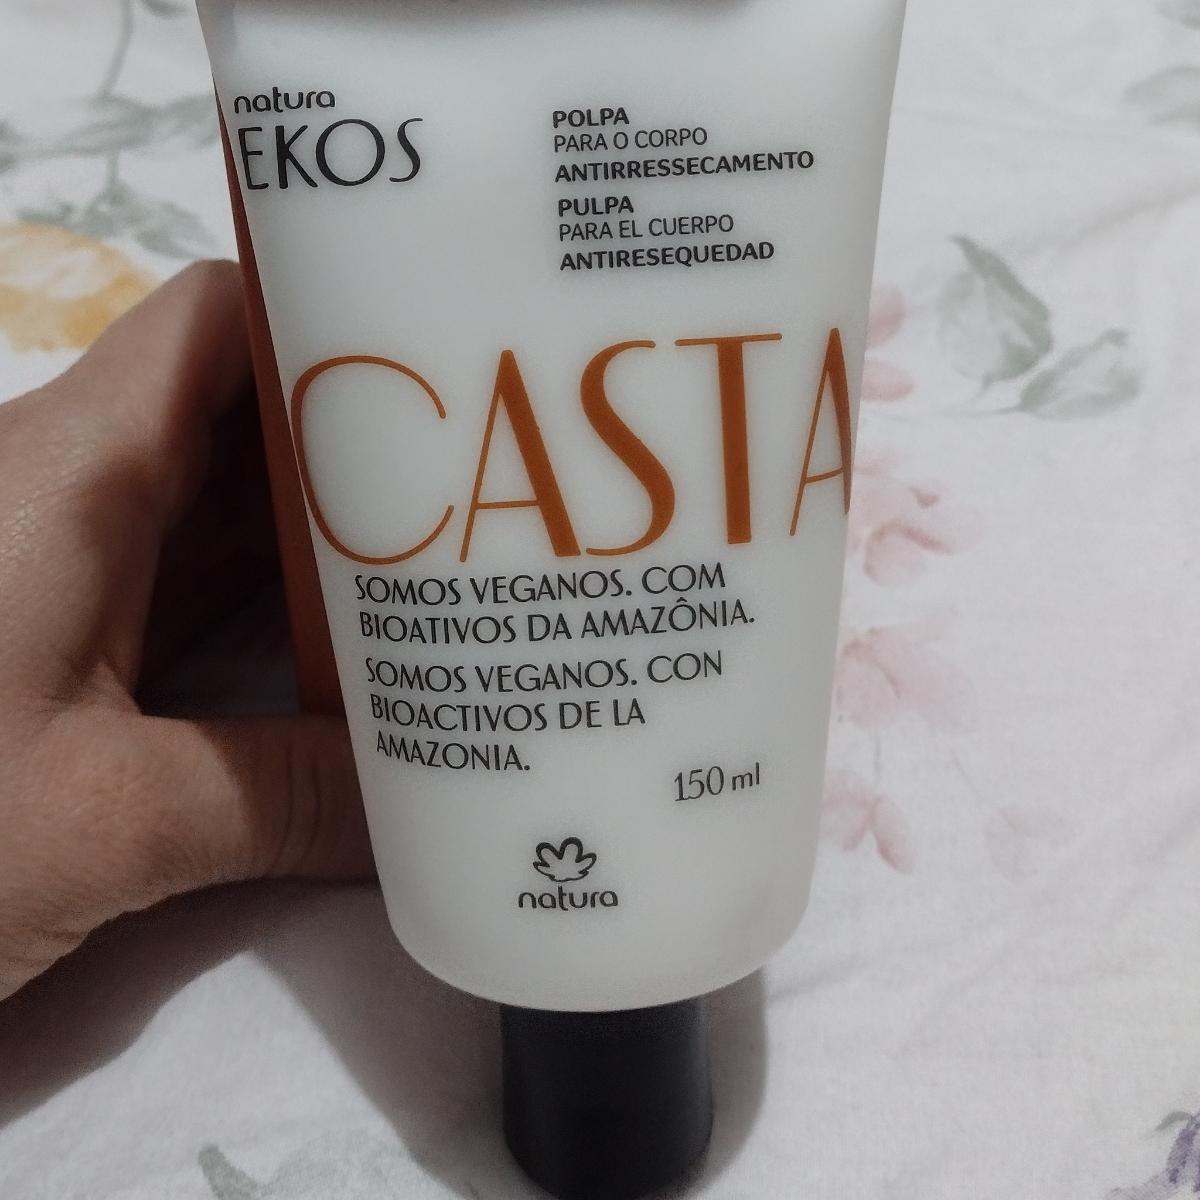 natura
EKOS
POLPA
PARA O CORPO
ANTIRRESSECAMENTO
PULPA
PARA EL CUERPO
ANTIRESEQUEDAD
CASTA
SOMOS VEGANOS. COM
BIOATIVOS DA AMAZÔNIA.
SOMOS VEGANOS. CON
BIOACTIVOS DE LA
AMAZONIA.
150 ml
natura